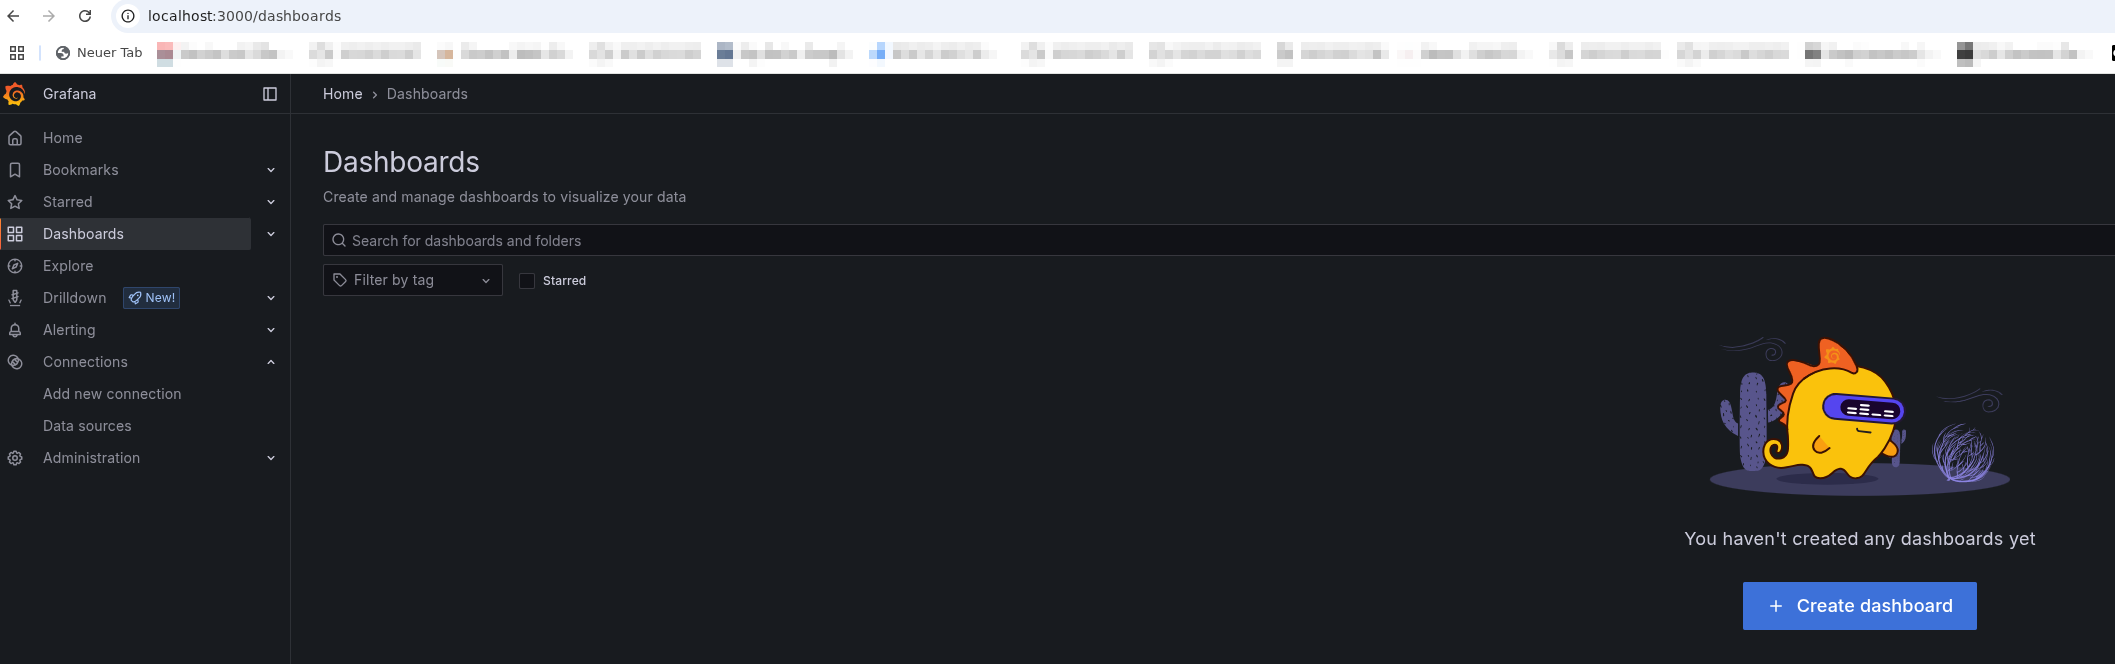 localhost:3000/dashboards
Neuer Tab
Grafana
Home › Dashboards
Home
Bookmarks
Starred
Dashboards
Explore
Drilldown New!
Alerting
Connections
Add new connection
Data sources
Administration
Dashboards
Create and manage dashboards to visualize your data
Search for dashboards and folders
Filter by tag Starred
You haven't created any dashboards yet
+ Create dashboard